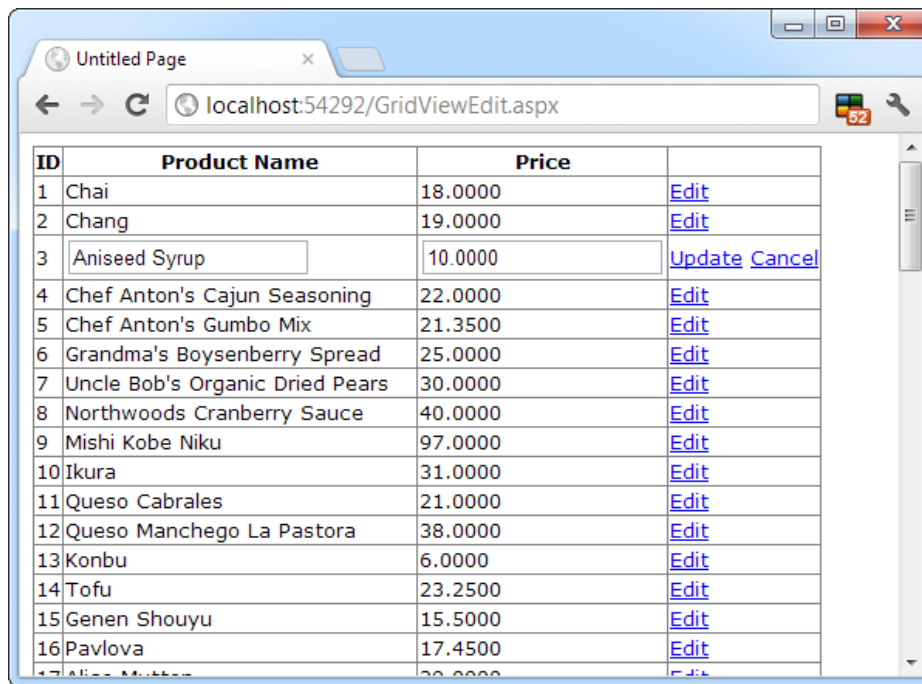 Untitled Page
localhost:54292/GridViewEdit.aspx
52
ID Product Name Price
1 Chai 18.0000 Edit
2 Chang 19.0000 Edit
3 Aniseed Syrup 10.0000 Update Cancel
4 Chef Anton's Cajun Seasoning 22.0000 Edit
5 Chef Anton's Gumbo Mix 21.3500 Edit
6 Grandma's Boysenberry Spread 25.0000 Edit
7 Uncle Bob's Organic Dried Pears 30.0000 Edit
8 Northwoods Cranberry Sauce 40.0000 Edit
9 Mishi Kobe Niku 97.0000 Edit
10 Ikura 31.0000 Edit
11 Queso Cabrales 21.0000 Edit
12 Queso Manchego La Pastora 38.0000 Edit
13 Konbu 6.0000 Edit
14 Tofu 23.2500 Edit
15 Genen Shouyu 15.5000 Edit
16 Pavlova 17.4500 Edit